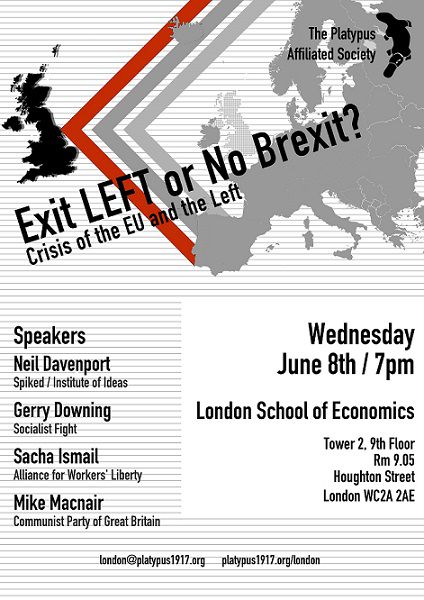 The Platypus
Affiliated Society
Exit LEFT or No Brexit?
Crisis of the EU and the Left
Speakers
Neil Davenport
Spiked / Institute of Ideas
Gerry Downing
Socialist Fight
Sacha Ismail
Alliance for Workers' Liberty
Mike Macnair
Communist Party of Great Britain
Wednesday
June 8th / 7pm
London School of Economics
Tower 2, 9th Floor
Rm 9.05
Houghton Street
London WC2A 2AE
london@platypus1917.org platypus1917.org/london